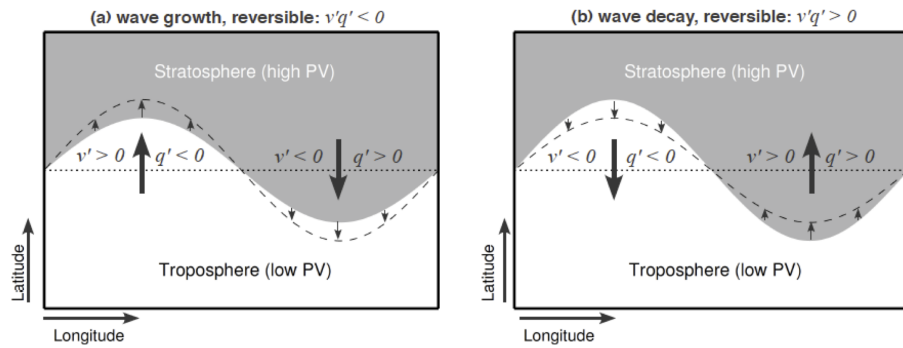 (a) wave growth, reversible: v'q' < 0
Stratosphere (high PV)
v' > 0 q' < 0 v' < 0 q' > 0
Troposphere (low PV)
Latitude
Longitude
(b) wave decay, reversible: v'q' > 0
Stratosphere (high PV)
v' < 0 q' < 0 v' > 0 q' > 0
Troposphere (low PV)
Latitude
Longitude